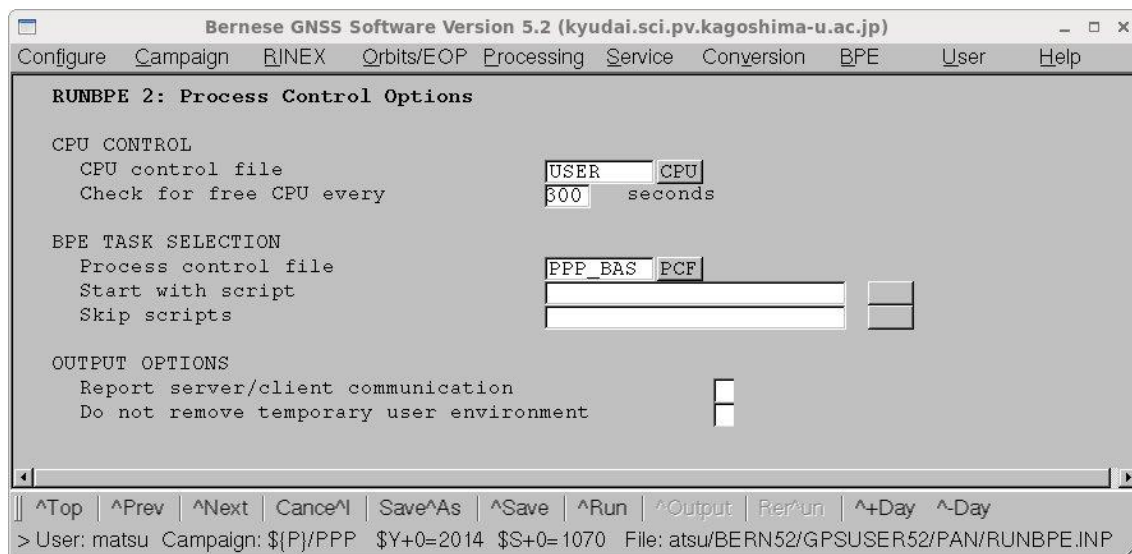 Bernese GNSS Software Version 5.2 (kyudai.sci.pv.kagoshima-u.ac.jp)
Configure Campaign RINEX Orbits/EOP Processing Service Conversion BPE User Help
RUNBPE 2: Process Control Options
CPU CONTROL
CPU control file USER CPU
Check for free CPU every 300 seconds
BPE TASK SELECTION
Process control file PPP_BAS PCF
Start with script
Skip scripts
OUTPUT OPTIONS
Report server/client communication
Do not remove temporary user environment
^Top ^Prev ^Next Cance^l Save^As ^Save ^Run ^Output Rer^un ^+Day ^-Day
> User: matsu Campaign: ${P}/PPP $Y+0=2014 $S+0=1070 File: atsu/BERN52/GPSUSER52/PAN/RUNBPE.INP